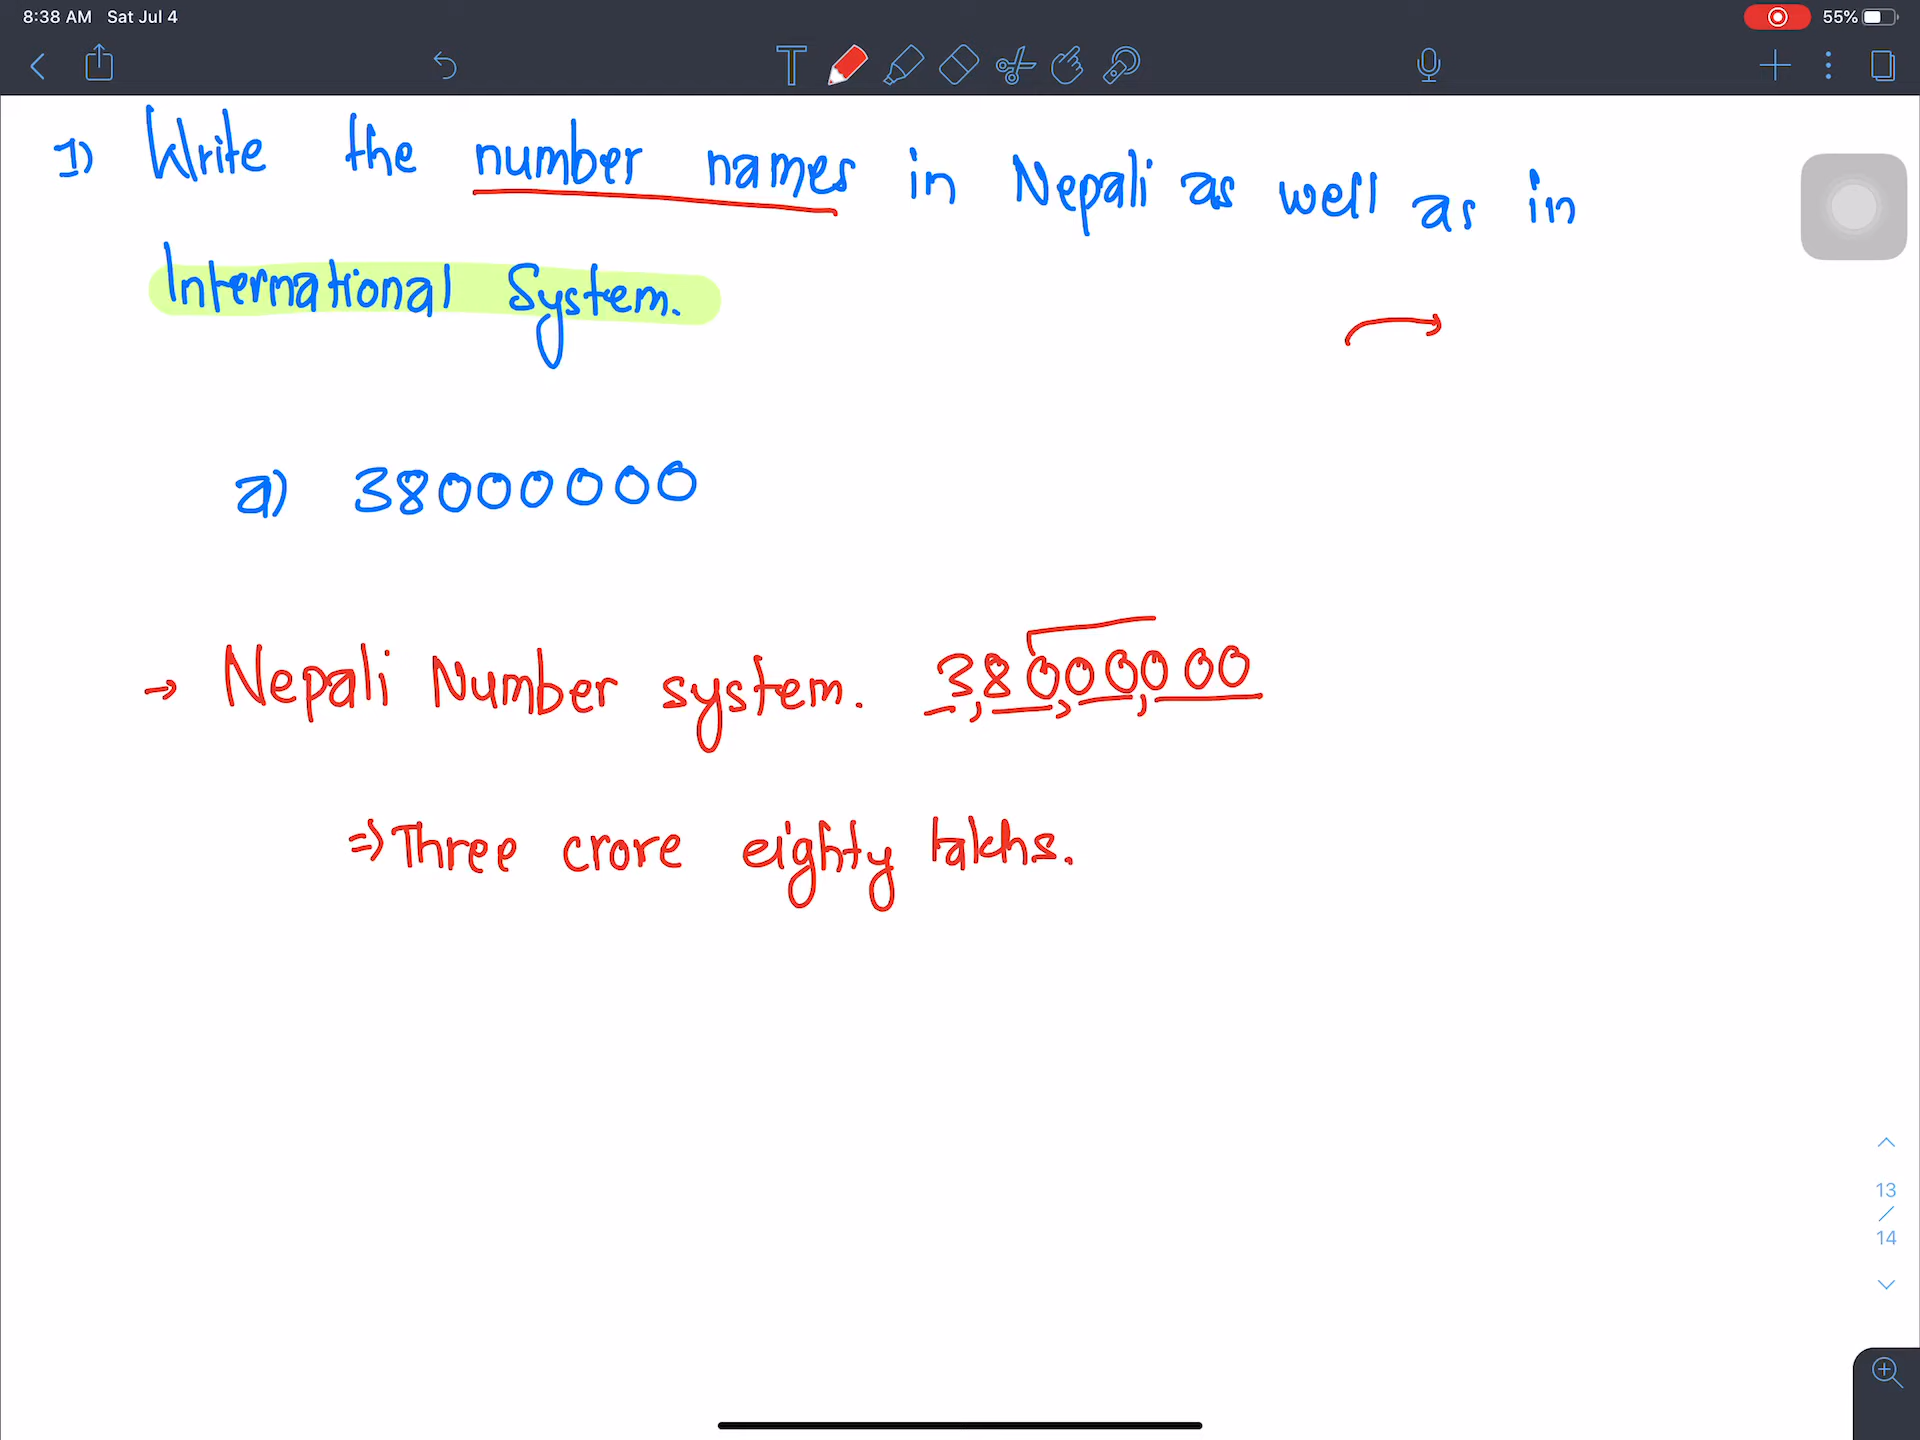 8:38 AM Sat Jul 4
55%
1) Write the number names in Nepali as well as in
International System.
a) 38000000
→ Nepali Number system. 3,80,00,000
⇒ Three crore eighty lakhs.
13
/
14